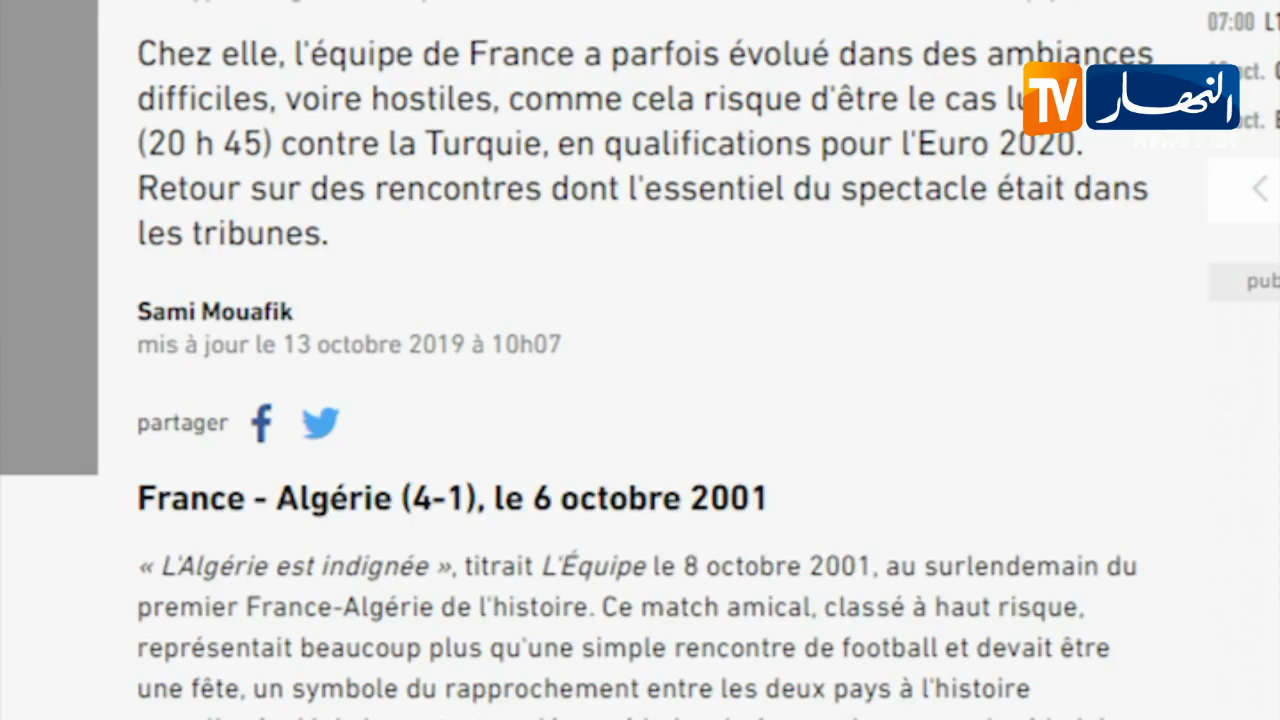 07:00 L1
Chez elle, l'équipe de France a parfois évolué dans des ambiances
difficiles, voire hostiles, comme cela risque d'être le cas
(20 h 45) contre la Turquie, en qualifications pour l'Euro 2020.
Retour sur des rencontres dont l'essentiel du spectacle était dans
les tribunes.
TV النهار
oct.
oct.
pub
Sami Mouafik
mis à jour le 13 octobre 2019 à 10h07
partager
France - Algérie (4-1), le 6 octobre 2001
« L'Algérie est indignée », titrait L'Équipe le 8 octobre 2001, au surlendemain du
premier France-Algérie de l'histoire. Ce match amical, classé à haut risque,
représentait beaucoup plus qu'une simple rencontre de football et devait être
une fête, un symbole du rapprochement entre les deux pays à l'histoire